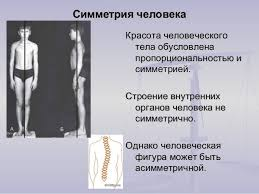 Симметрия человека
Красота человеческого
тела обусловлена
пропорциональностью и
симметрией.
Строение внутренних
органов человека не
симметрично.
Однако человеческая
фигура может быть
асимметричной.
А
Б